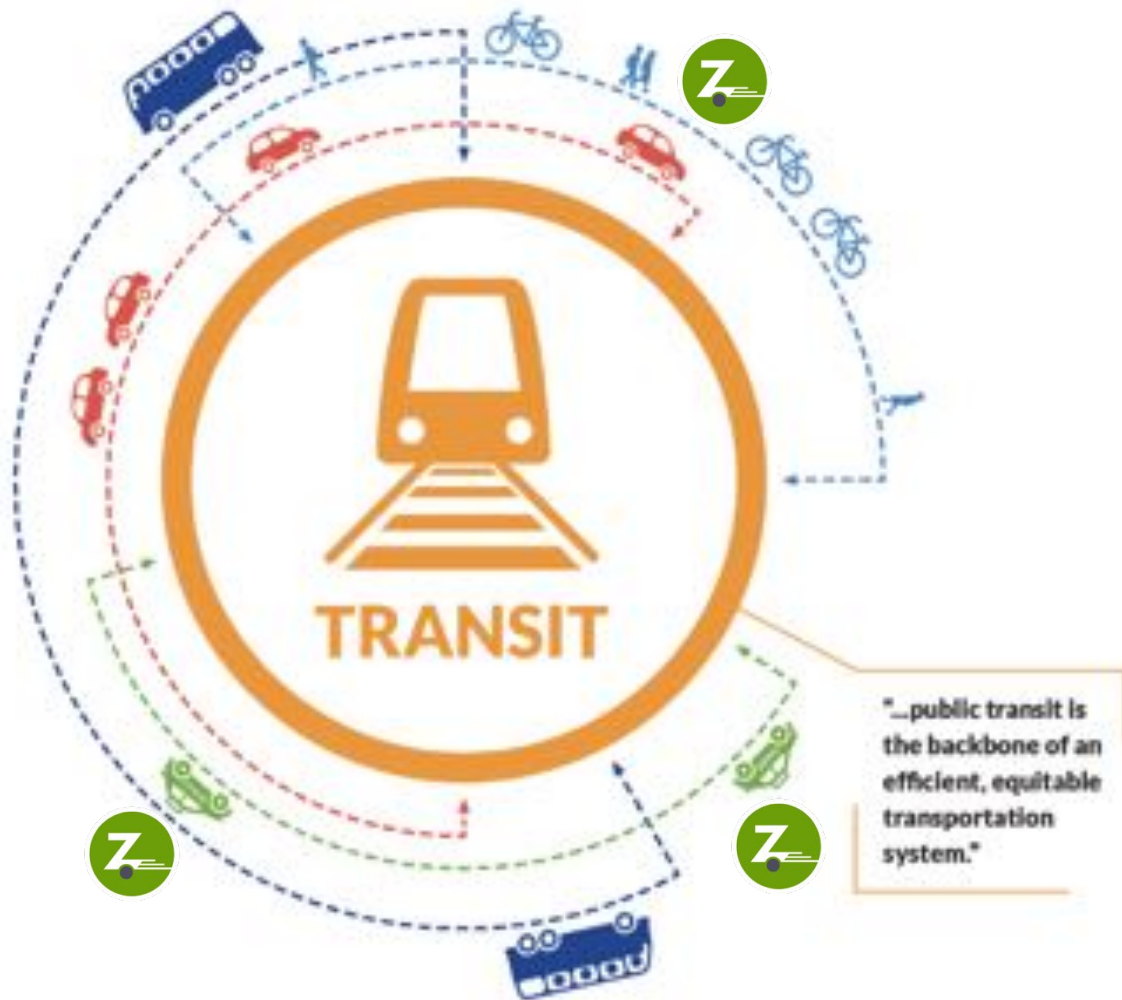 Z
TRANSIT
"...public transit is
the backbone of an
efficient, equitable
transportation
system."
Z
Z